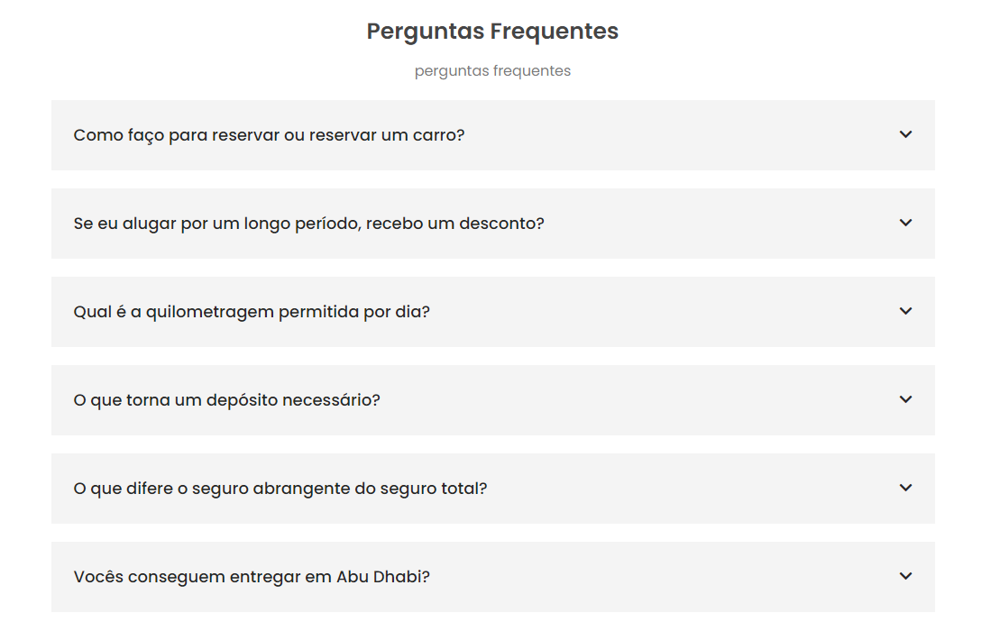 Perguntas Frequentes
perguntas frequentes
Como faço para reservar ou reservar um carro?
Se eu alugar por um longo período, recebo um desconto?
Qual é a quilometragem permitida por dia?
O que torna um depósito necessário?
O que difere o seguro abrangente do seguro total?
Vocês conseguem entregar em Abu Dhabi?